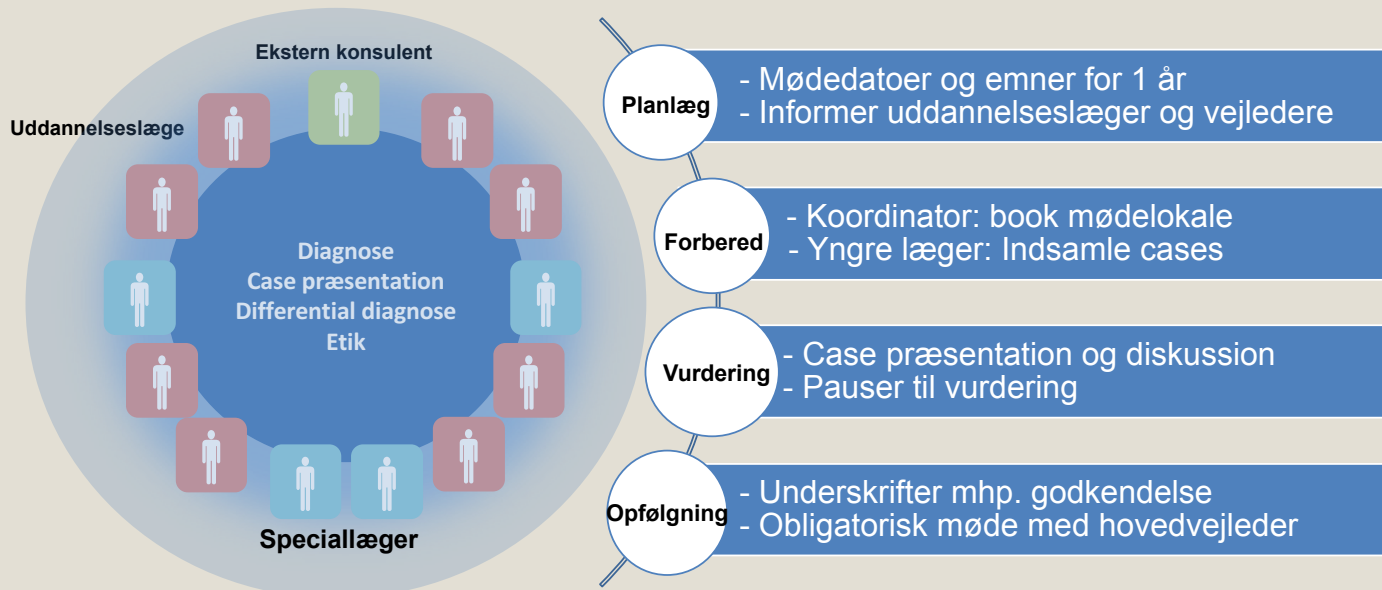 Ekstern konsulent
Uddannelseslæge
Diagnose
Case præsentation
Differential diagnose
Etik
Speciallæger
Planlæg
- Mødedatoer og emner for 1 år
- Informer uddannelseslæger og vejledere
Forbered
- Koordinator: book mødelokale
- Yngre læger: Indsamle cases
Vurdering
- Case præsentation og diskussion
- Pauser til vurdering
Opfølgning
- Underskrifter mhp. godkendelse
- Obligatorisk møde med hovedvejleder